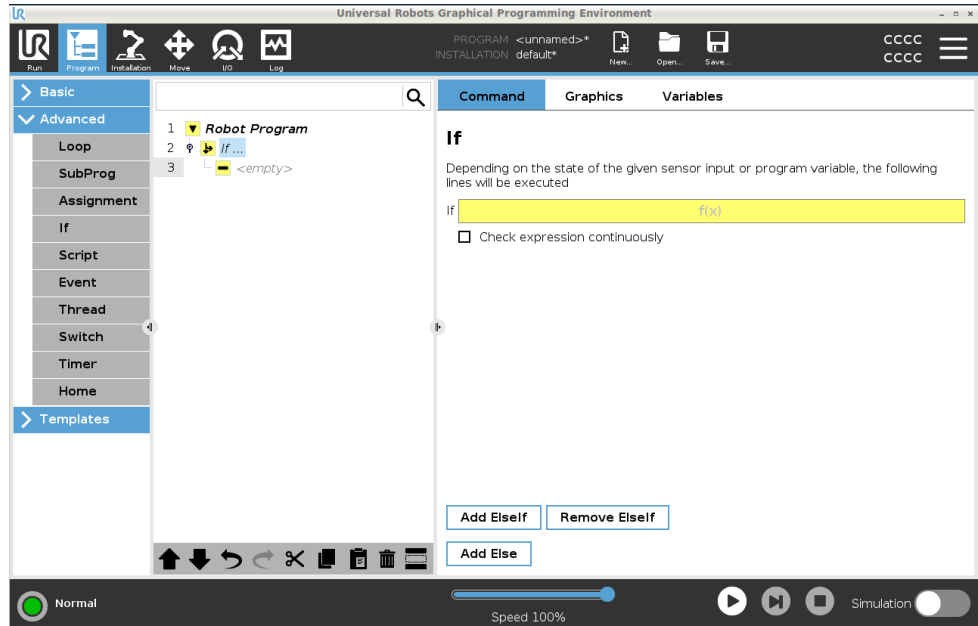 Universal Robots Graphical Programming Environment
UR
Run
Program
Installation
Move
I/O
Log
PROGRAM <unnamed>*
INSTALLATION default*
New...
Open...
Save...
CCCC
CCCC
Basic
Advanced
Loop
SubProg
Assignment
If
Script
Event
Thread
Switch
Timer
Home
Templates
1 Robot Program
2 If ...
3 <empty>
Command Graphics Variables
If
Depending on the state of the given sensor input or program variable, the following
lines will be executed
If f(x)
Check expression continuously
Add ElseIf Remove ElseIf
Add Else
Normal
Speed 100%
Simulation